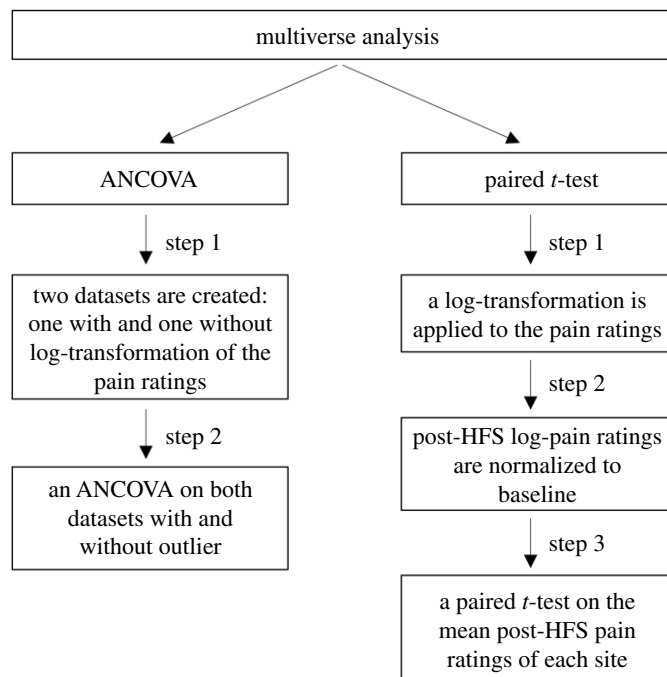 multiverse analysis
ANCOVA
step 1
two datasets are created:
one with and one without
log-transformation of the
pain ratings
step 2
an ANCOVA on both
datasets with and
without outlier
paired t-test
step 1
a log-transformation is
applied to the pain ratings
step 2
post-HFS log-pain ratings
are normalized to
baseline
step 3
a paired t-test on the
mean post-HFS pain
ratings of each site